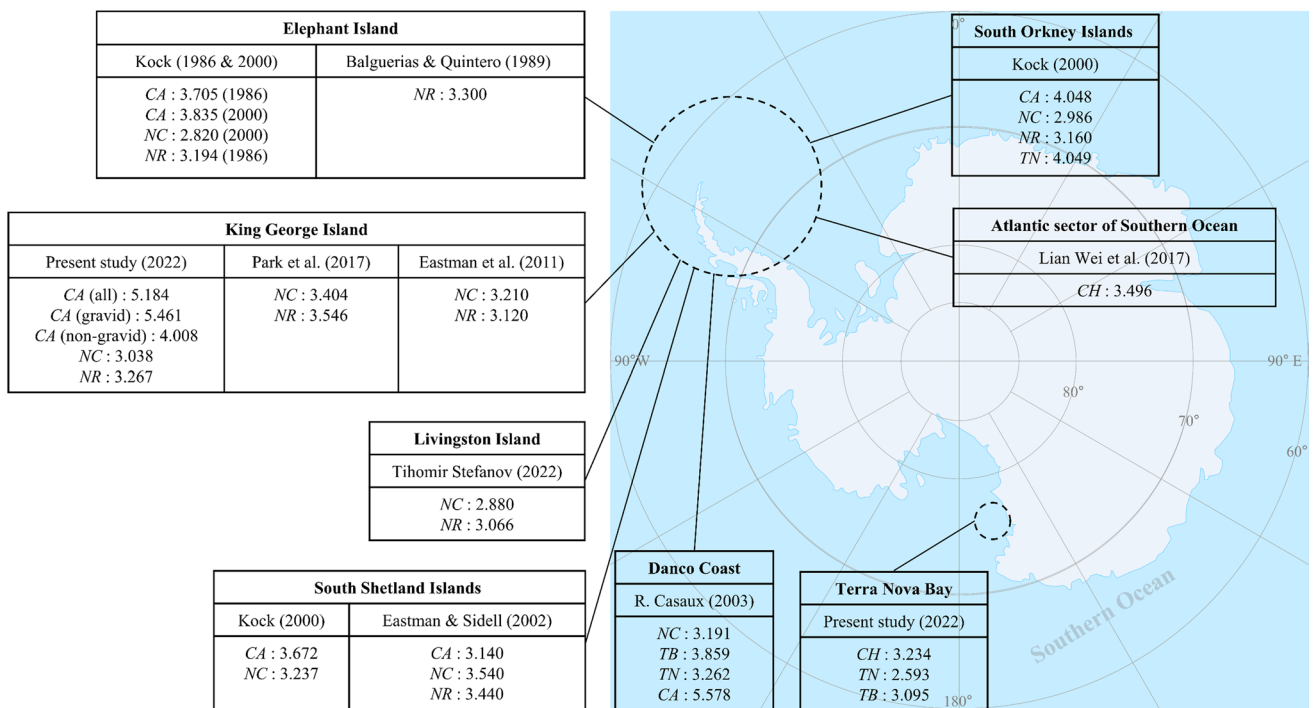 Elephant Island
Kock (1986 & 2000)
Balguerias & Quintero (1989)
CA : 3.705 (1986)
CA : 3.835 (2000)
NC : 2.820 (2000)
NR : 3.194 (1986)
NR : 3.300
South Orkney Islands
Kock (2000)
CA : 4.048
NC : 2.986
NR : 3.160
TN : 4.049
King George Island
Present study (2022)
Park et al. (2017)
Eastman et al. (2011)
CA (all) : 5.184
CA (gravid) : 5.461
CA (non-gravid) : 4.008
NC : 3.038
NR : 3.267
NC : 3.404
NR : 3.546
NC : 3.210
NR : 3.120
Atlantic sector of Southern Ocean
Lian Wei et al. (2017)
CH : 3.496
Livingston Island
Tihomir Stefanov (2022)
NC : 2.880
NR : 3.066
South Shetland Islands
Kock (2000)
Eastman & Sidell (2002)
CA : 3.672
NC : 3.237
CA : 3.140
NC : 3.540
NR : 3.440
Danco Coast
R. Casaux (2003)
NC : 3.191
TB : 3.859
TN : 3.262
CA : 5.578
Terra Nova Bay
Present study (2022)
CH : 3.234
TN : 2.593
TB : 3.095
0°
90°W
90° E
80°
70°
60°
180°
Southern Ocean